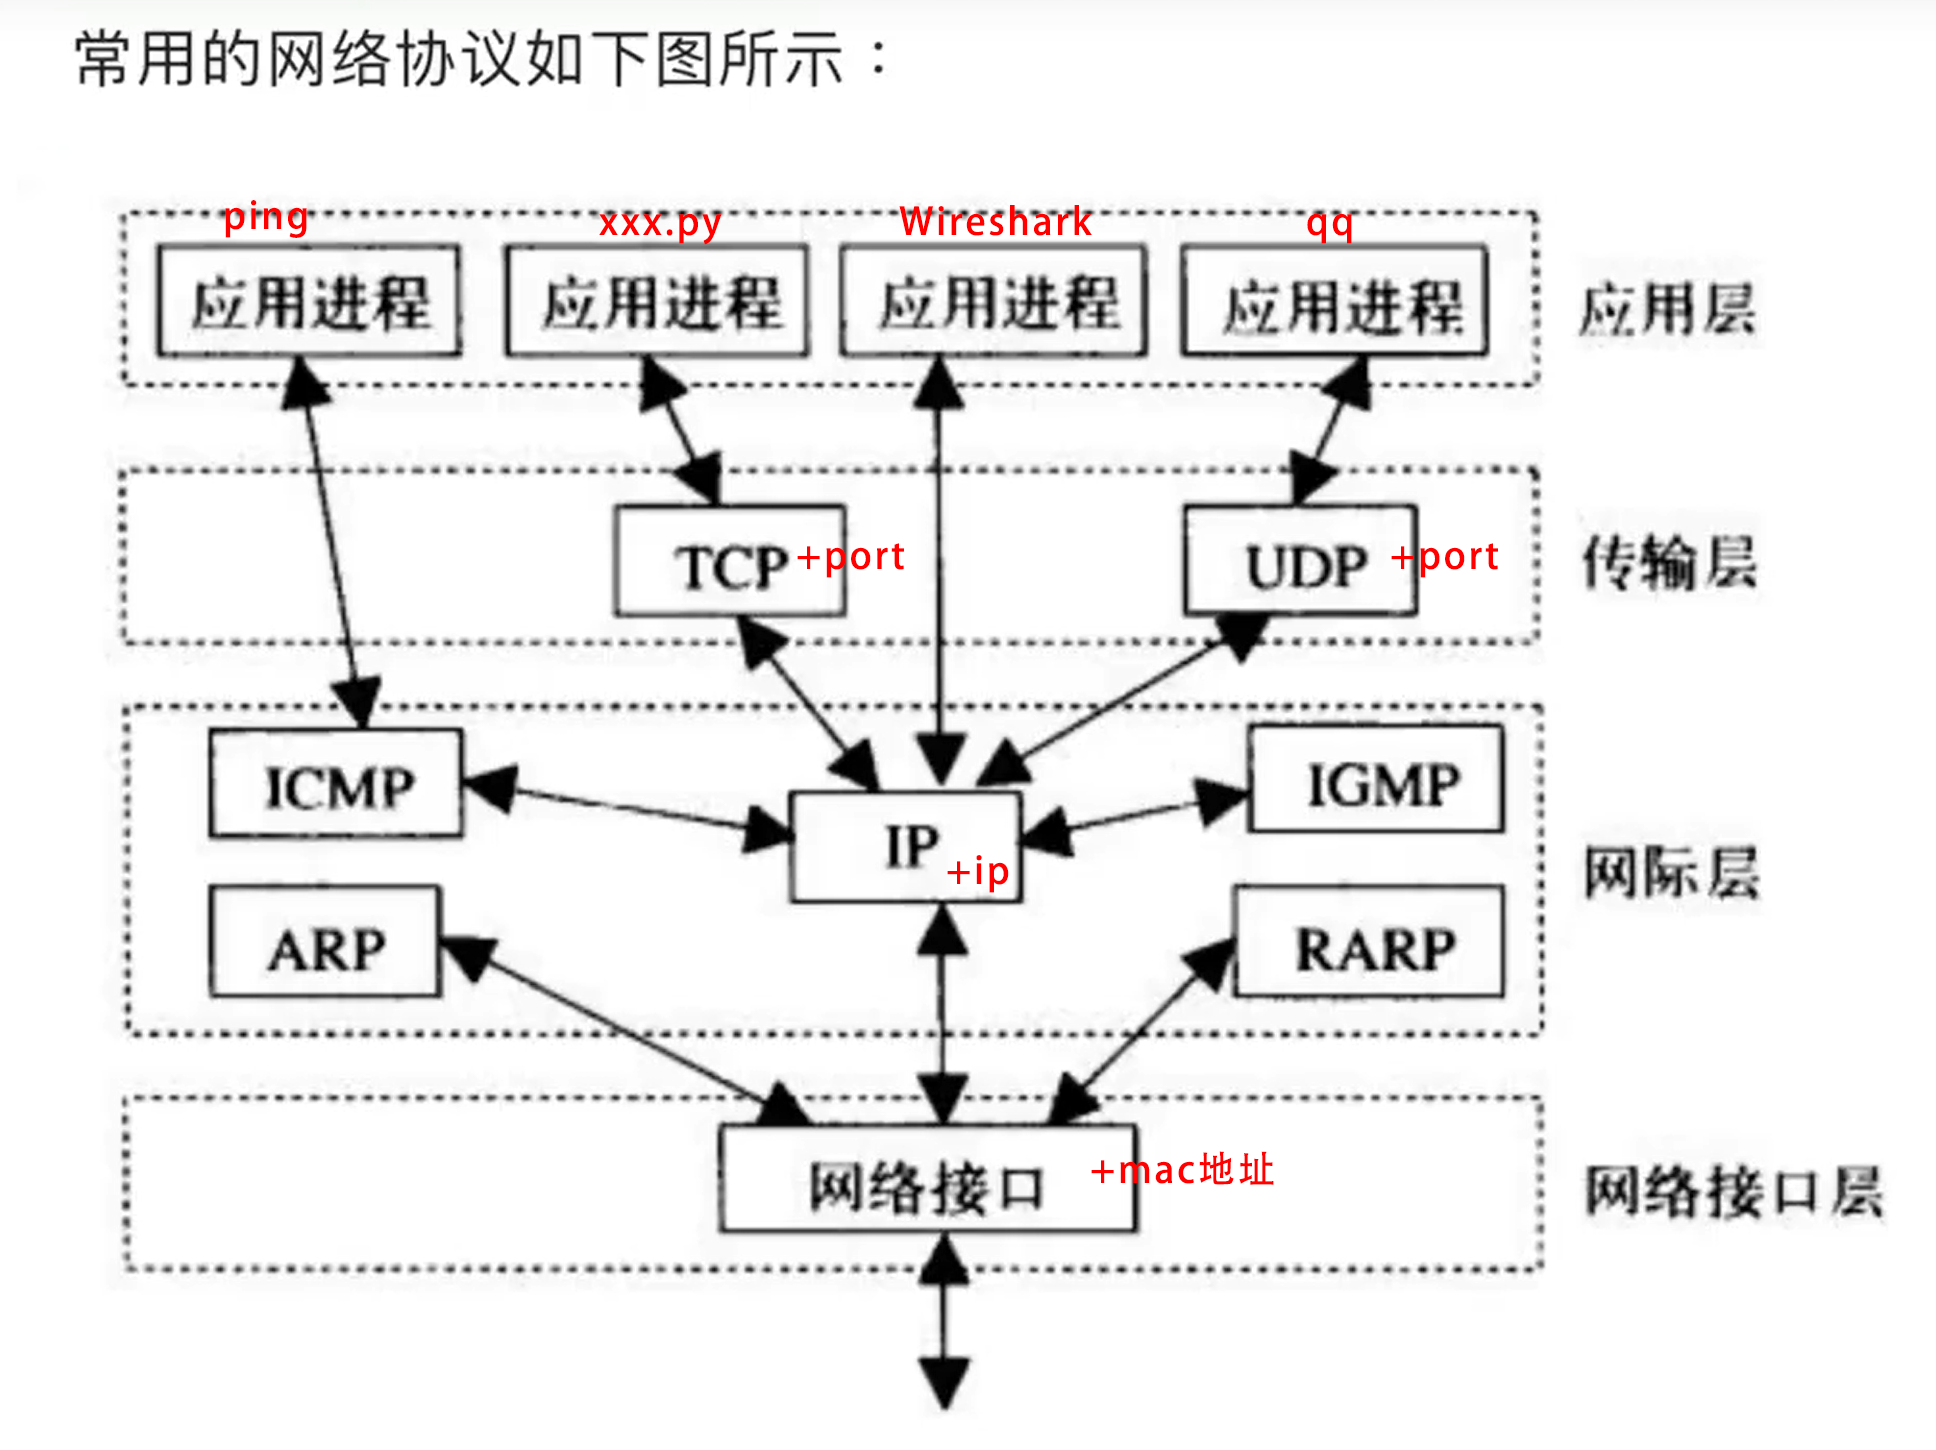 常用的网络协议如下图所示：
ping xxx.py Wireshark qq
应用进程 应用进程 应用进程 应用进程 应用层
TCP +port UDP +port 传输层
ICMP IP +ip IGMP
网际层
ARP RARP
网络接口 +mac地址 网络接口层